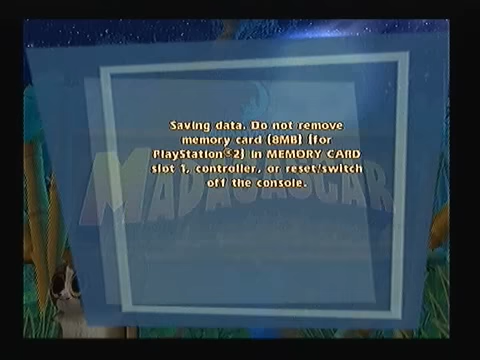 Saving data. Do not remove
memory card (8MB) (for
PlayStation®2) in MEMORY CARD
slot 1, controller, or reset/switch
off the console.
MADAGASCAR